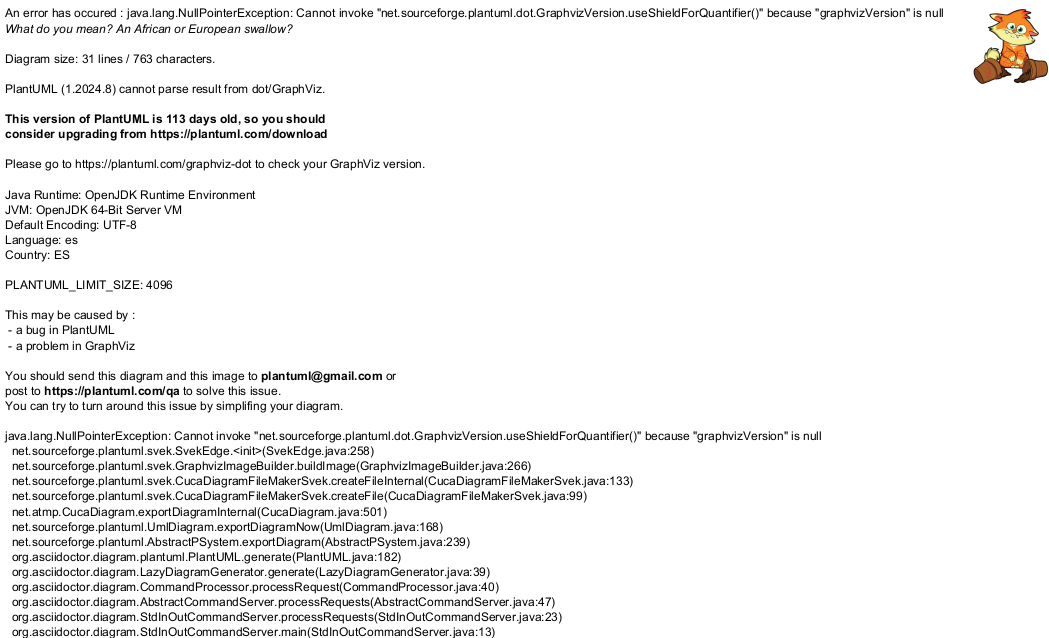 An error has occured : java.lang.NullPointerException: Cannot invoke "net.sourceforge.plantuml.dot.GraphvizVersion.useShieldForQuantifier()" because "graphvizVersion" is null
What do you mean? An African or European swallow?
Diagram size: 31 lines / 763 characters.
PlantUML (1.2024.8) cannot parse result from dot/GraphViz.
This version of PlantUML is 113 days old, so you should
consider upgrading from https://plantuml.com/download
Please go to https://plantuml.com/graphviz-dot to check your GraphViz version.
Java Runtime: OpenJDK Runtime Environment
JVM: OpenJDK 64-Bit Server VM
Default Encoding: UTF-8
Language: es
Country: ES
PLANTUML_LIMIT_SIZE: 4096
This may be caused by :
- a bug in PlantUML
- a problem in GraphViz
You should send this diagram and this image to plantuml@gmail.com or
post to https://plantuml.com/qa to solve this issue.
You can try to turn around this issue by simplifing your diagram.
java.lang.NullPointerException: Cannot invoke "net.sourceforge.plantuml.dot.GraphvizVersion.useShieldForQuantifier()" because "graphvizVersion" is null
net.sourceforge.plantuml.svek.SvekEdge.<init>(SvekEdge.java:258)
net.sourceforge.plantuml.svek.GraphvizImageBuilder.buildImage(GraphvizImageBuilder.java:266)
net.sourceforge.plantuml.svek.CucaDiagramFileMakerSvek.createFileInternal(CucaDiagramFileMakerSvek.java:133)
net.sourceforge.plantuml.svek.CucaDiagramFileMakerSvek.createFile(CucaDiagramFileMakerSvek.java:99)
net.atmp.CucaDiagram.exportDiagramInternal(CucaDiagram.java:501)
net.sourceforge.plantuml.UmlDiagram.exportDiagramNow(UmlDiagram.java:168)
net.sourceforge.plantuml.AbstractPSystem.exportDiagram(AbstractPSystem.java:239)
org.asciidoctor.diagram.plantuml.PlantUML.generate(PlantUML.java:182)
org.asciidoctor.diagram.LazyDiagramGenerator.generate(LazyDiagramGenerator.java:39)
org.asciidoctor.diagram.CommandProcessor.processRequest(CommandProcessor.java:40)
org.asciidoctor.diagram.AbstractCommandServer.processRequests(AbstractCommandServer.java:47)
org.asciidoctor.diagram.StdInOutCommandServer.processRequests(StdInOutCommandServer.java:23)
org.asciidoctor.diagram.StdInOutCommandServer.main(StdInOutCommandServer.java:13)